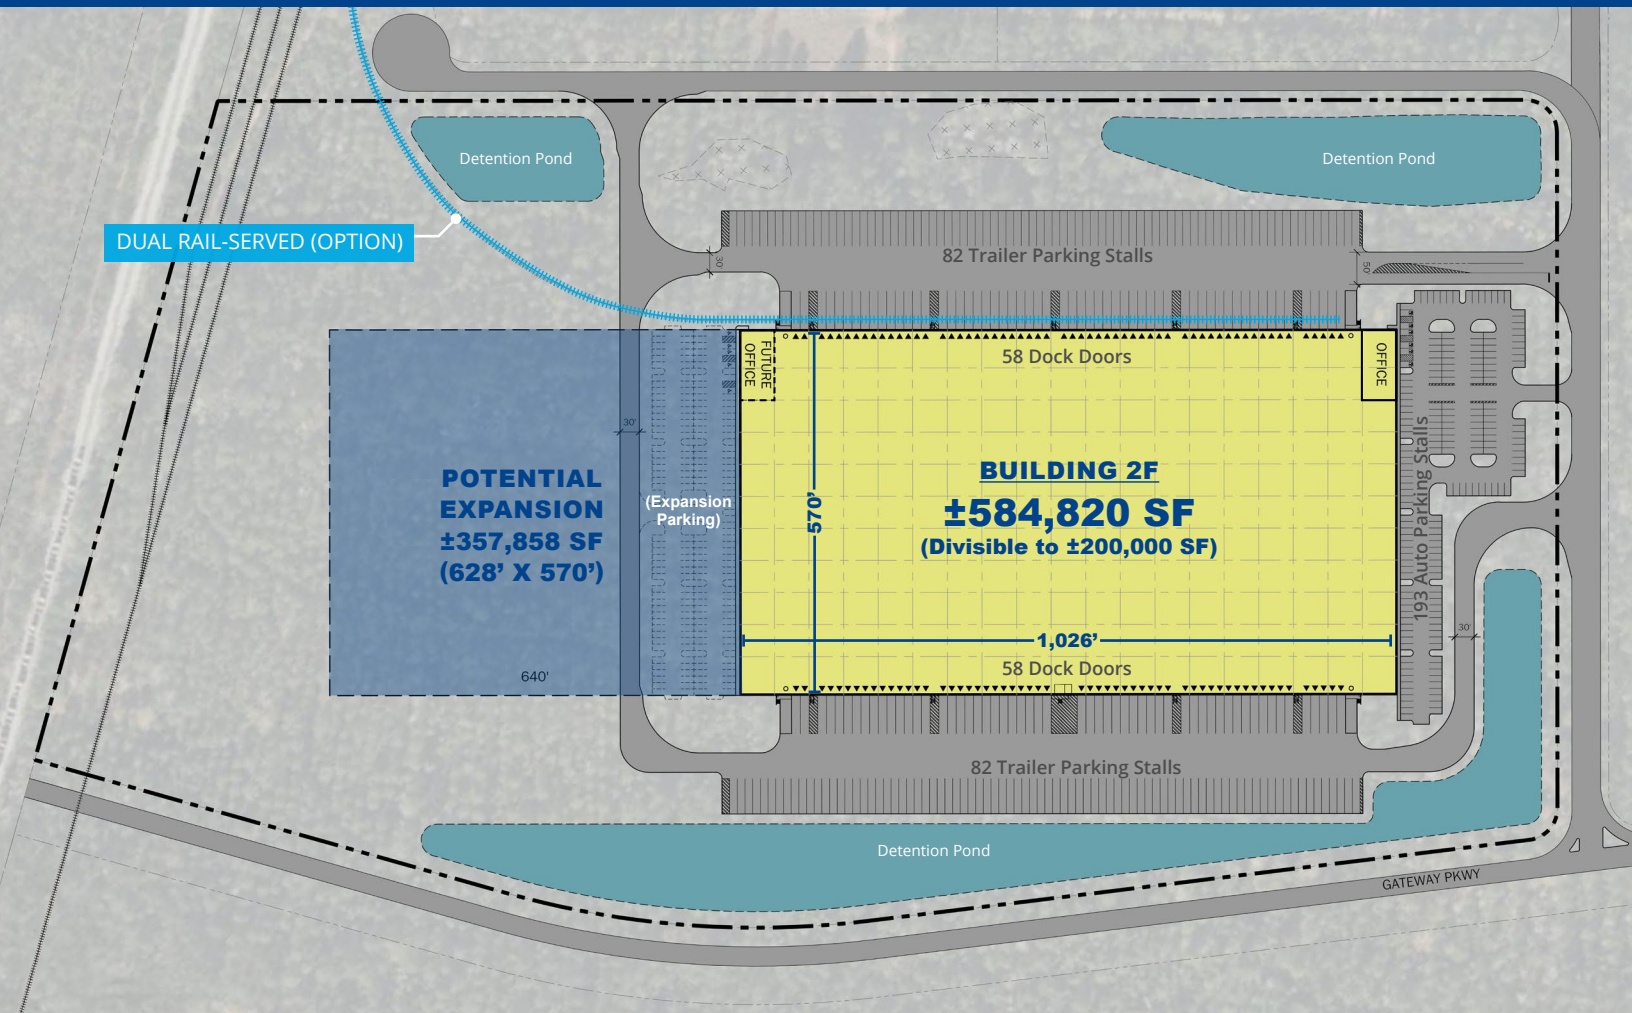 Detention Pond
Detention Pond
DUAL RAIL-SERVED (OPTION)
82 Trailer Parking Stalls
30'
50'
58 Dock Doors
FUTURE
OFFICE
OFFICE
30'
POTENTIAL
EXPANSION
±357,858 SF
(628’ X 570’)
(Expansion
Parking)
570’
BUILDING 2F
±584,820 SF
(Divisible to ±200,000 SF)
193 Auto Parking Stalls
30'
1,026’
58 Dock Doors
640'
82 Trailer Parking Stalls
Detention Pond
GATEWAY PKWY